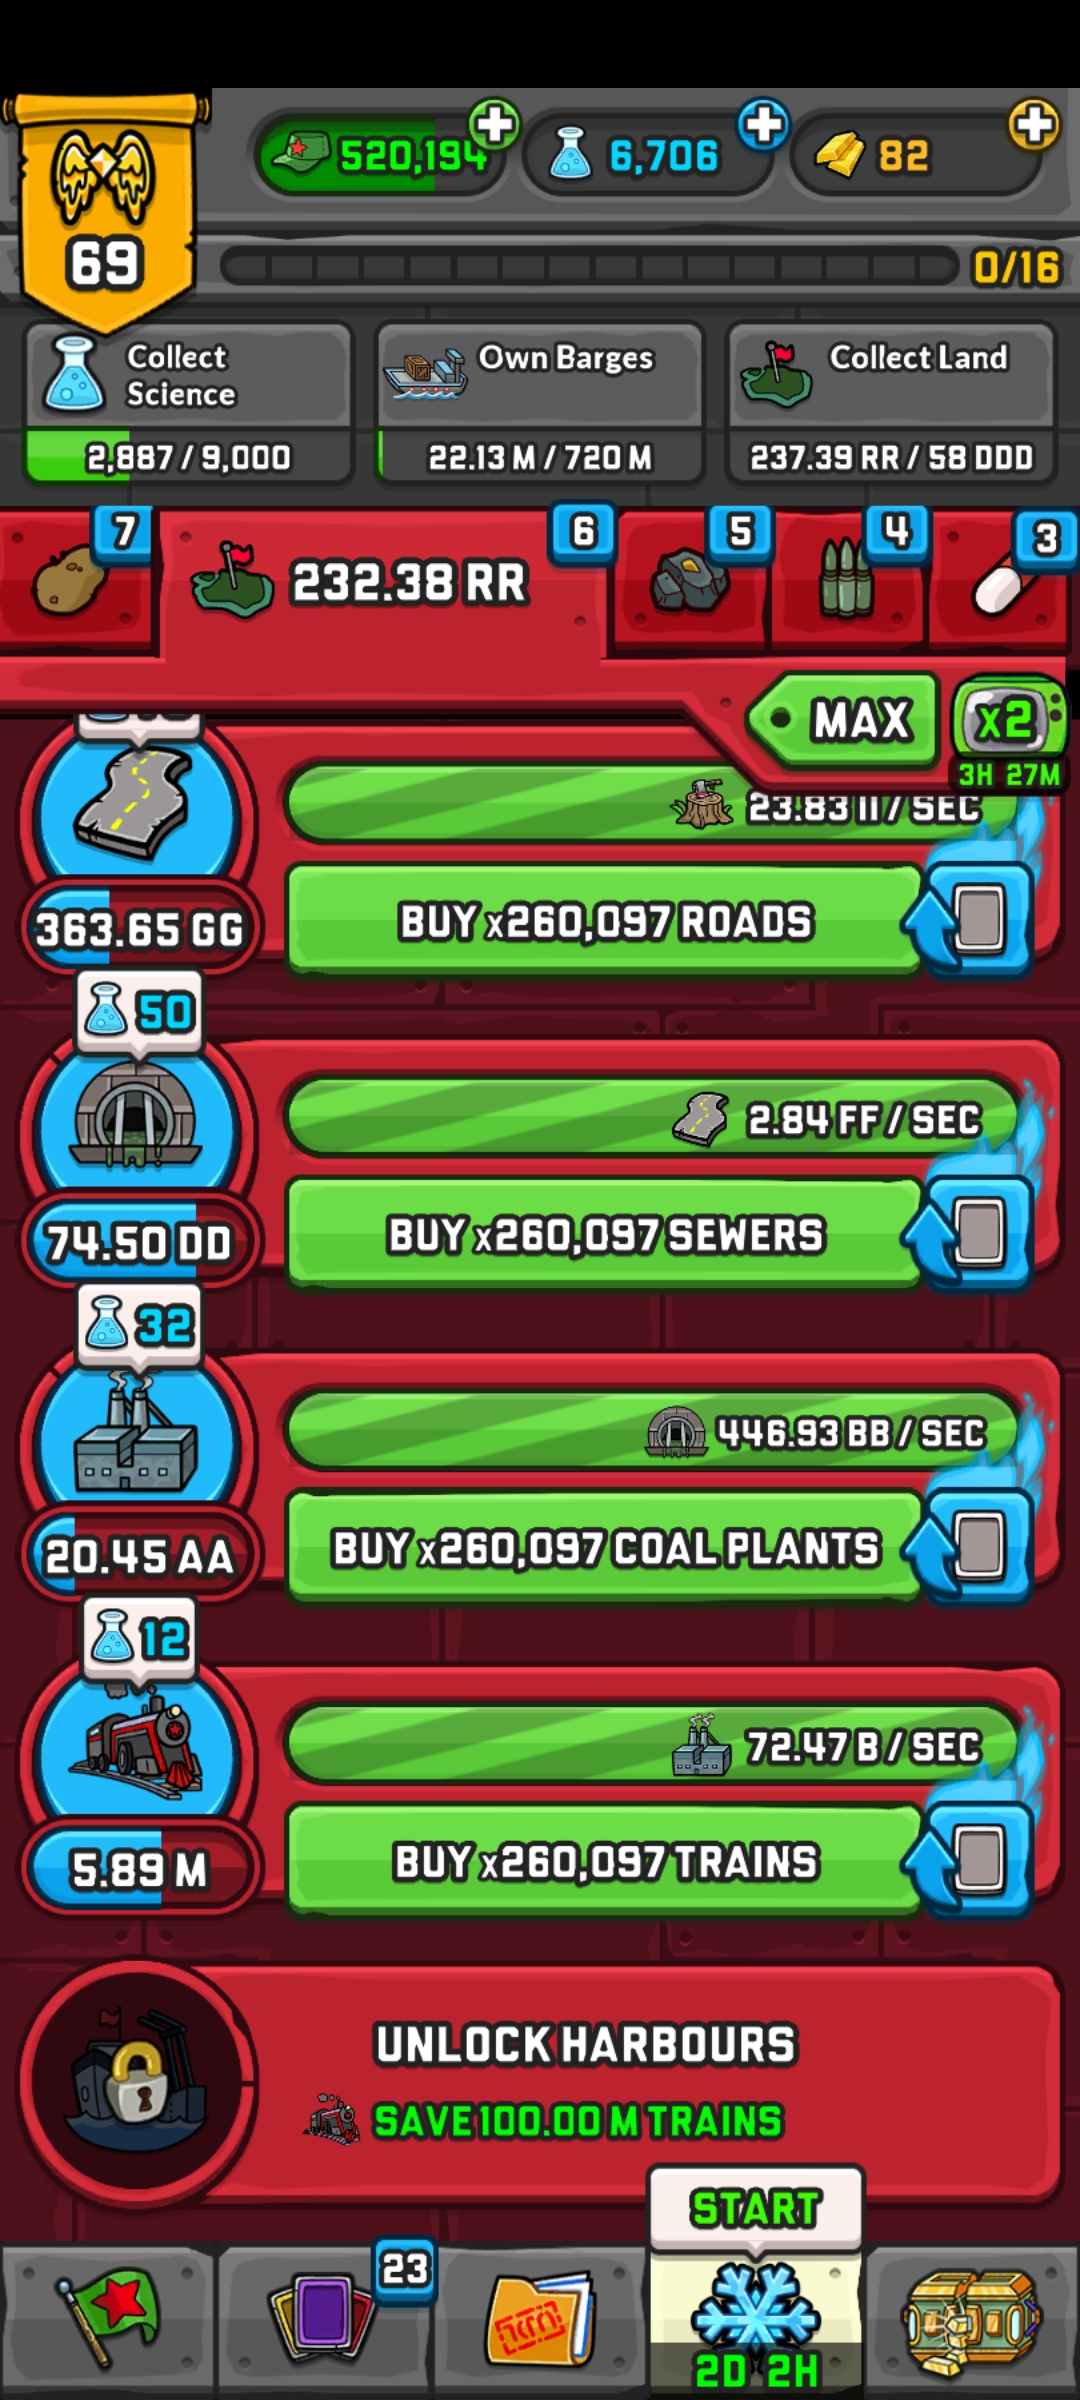 520,194
6,706
82
69
0/16
Collect
Science
2,887 / 9,000
Own Barges
22.13 M / 720 M
Collect Land
237.39 RR / 58 DDD
7
232.38 RR
6
5
4
3
MAX
x2
3H 27M
23.83 II / SEC
363.65 GG
BUY x260,097 ROADS
50
2.84 FF / SEC
74.50 DD
BUY x260,097 SEWERS
32
446.93 BB / SEC
20.45 AA
BUY x260,097 COAL PLANTS
12
72.47 B / SEC
5.89 M
BUY x260,097 TRAINS
UNLOCK HARBOURS
SAVE 100.00 M TRAINS
START
23
2D 2H